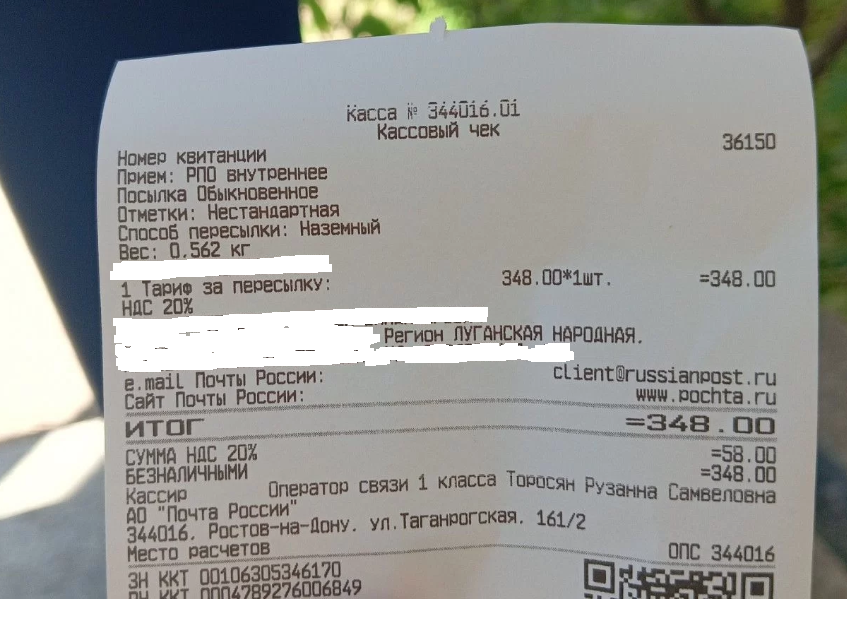 Касса № 344016.01
Кассовый чек
Номер квитанции 36150
Прием: РПО внутреннее
Посылка Обыкновенное
Отметки: Нестандартная
Способ пересылки: Наземный
Вес: 0.562 кг
1 Тариф за пересылку: 348.00*1шт. =348.00
НДС 20%
Регион ЛУГАНСКАЯ НАРОДНАЯ.
e.mail Почты России: client@russianpost.ru
Сайт Почты России: www.pochta.ru
ИТОГ =348.00
СУММА НДС 20% =58.00
БЕЗНАЛИЧНЫМИ =348.00
Кассир Оператор связи 1 класса Торосян Рузанна Самвеловна
АО "Почта России"
344016. Ростов-на-Дону. ул.Таганрогская. 161/2
Место расчетов ОПС 344016
ЗН ККТ 00106305346170
РН ККТ 0004789276006849